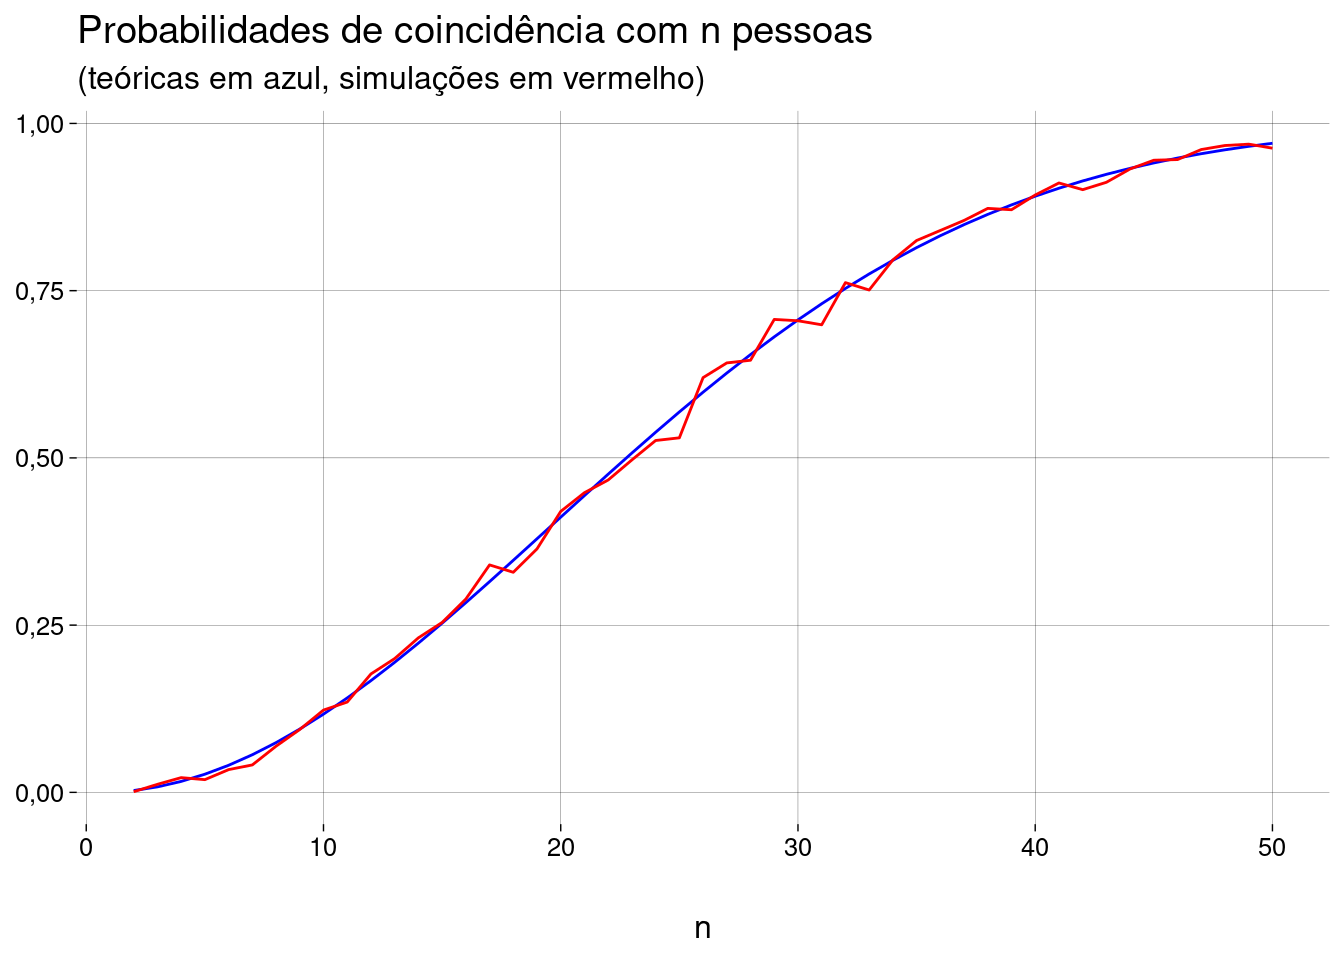 Probabilidades de coincidência com n pessoas
(teóricas em azul, simulações em vermelho)
1,00
0,75
0,50
0,25
0,00
0 10 20 30 40 50
n